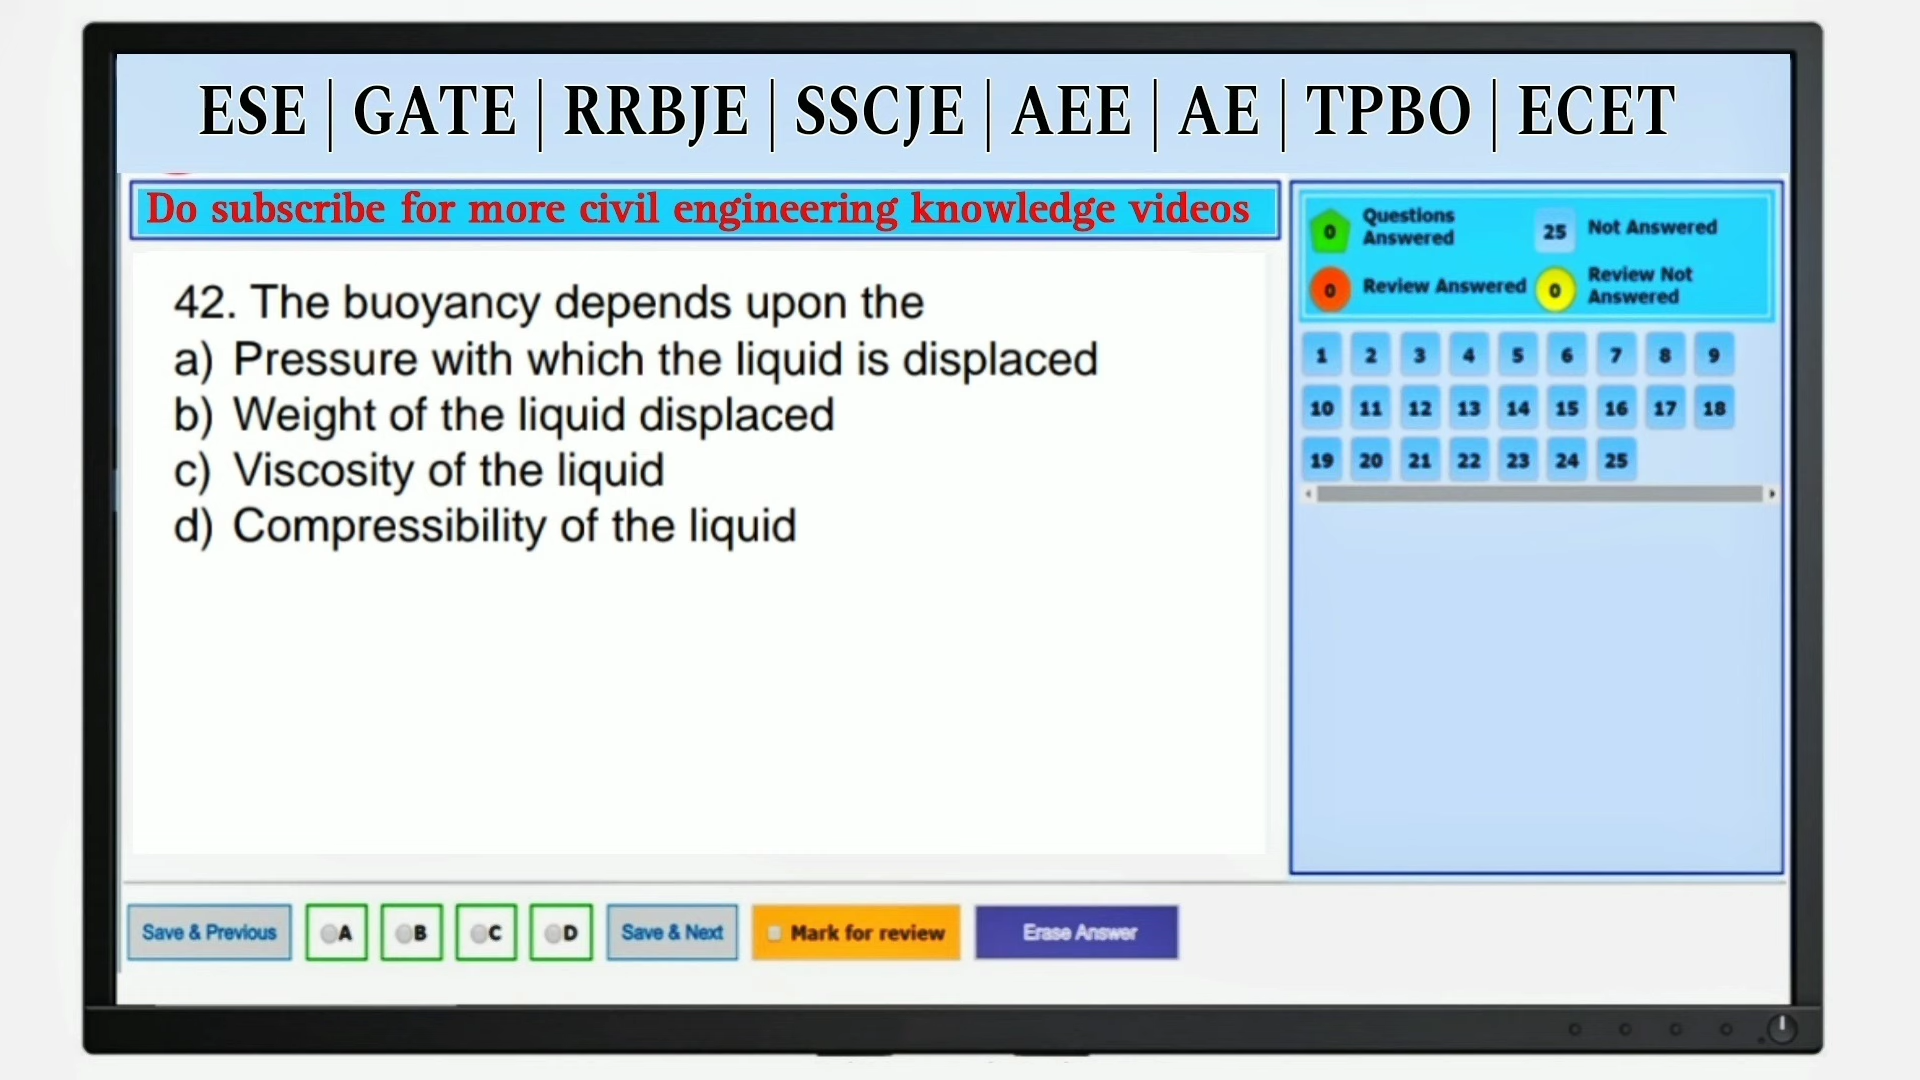 ESE | GATE | RRBJE | SSCJE | AEE | AE | TPBO | ECET
Do subscribe for more civil engineering knowledge videos
42. The buoyancy depends upon the
a) Pressure with which the liquid is displaced
b) Weight of the liquid displaced
c) Viscosity of the liquid
d) Compressibility of the liquid
0 Questions Answered 25 Not Answered
0 Review Answered 0 Review Not Answered
1 2 3 4 5 6 7 8 9
10 11 12 13 14 15 16 17 18
19 20 21 22 23 24 25
Save & Previous A B C D Save & Next Mark for review Erase Answer